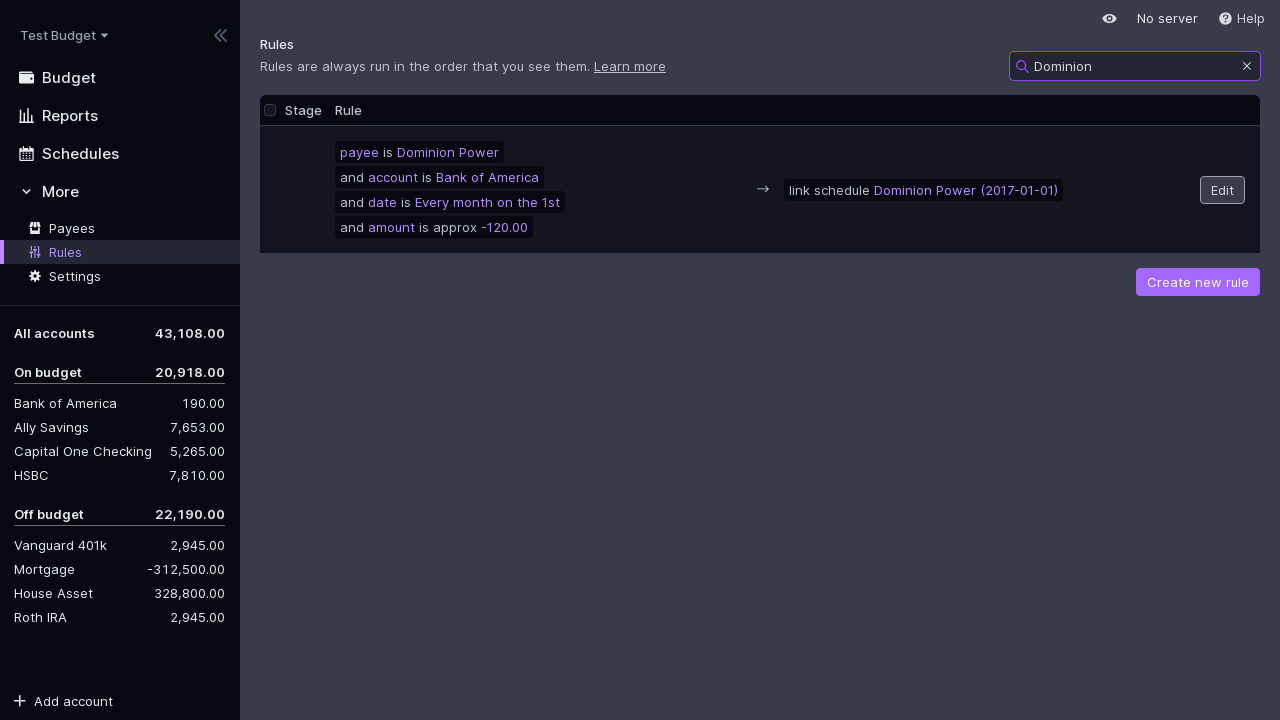 Test Budget
Budget
Reports
Schedules
More
Payees
Rules
Settings
All accounts 43,108.00
On budget 20,918.00
Bank of America 190.00
Ally Savings 7,653.00
Capital One Checking 5,265.00
HSBC 7,810.00
Off budget 22,190.00
Vanguard 401k 2,945.00
Mortgage -312,500.00
House Asset 328,800.00
Roth IRA 2,945.00
Add account
No server Help
Rules
Rules are always run in the order that you see them. Learn more
Dominion
Stage Rule
payee is Dominion Power
and account is Bank of America
and date is Every month on the 1st
and amount is approx -120.00
→ link schedule Dominion Power (2017-01-01)
Edit
Create new rule